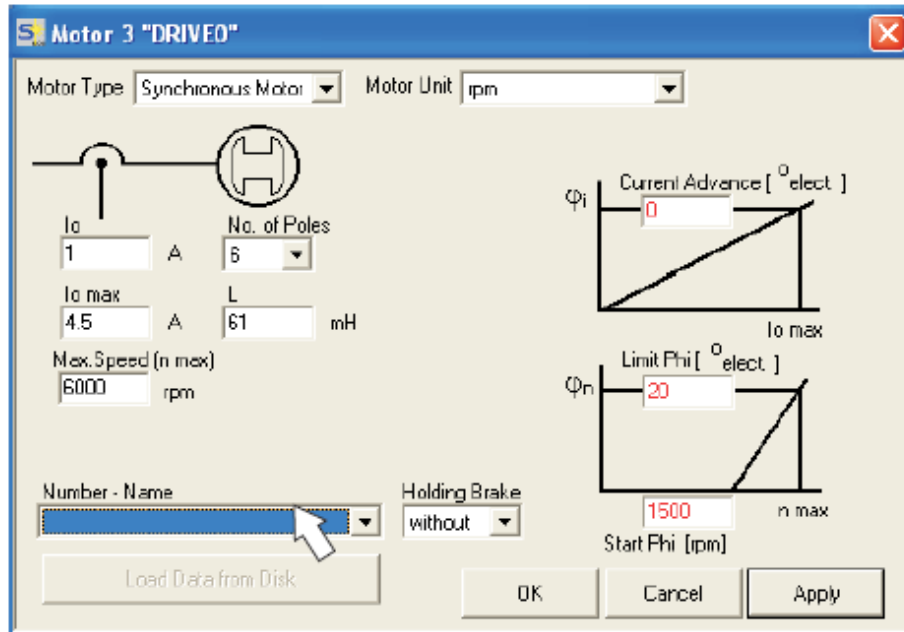 Motor 3 "DRIVE0"
Motor Type Synchronous Motor Motor Unit rpm
Current Advance [ °elect. ]
φi
0
Io No. of Poles
1 A 6
Io max L
Io max
4.5 A 61 mH
Max.Speed (n max)
6000 rpm
Limit Phi [ °elect. ]
φn
20
Number - Name Holding Brake
without
1500 n max
Start Phi [rpm]
Load Data from Disk
OK Cancel Apply